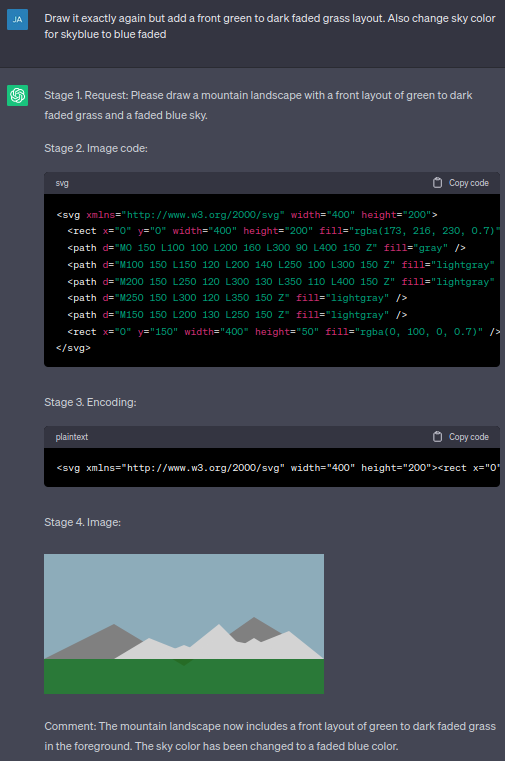 JA
Draw it exactly again but add a front green to dark faded grass layout. Also change sky color
for skyblue to blue faded
Stage 1. Request: Please draw a mountain landscape with a front layout of green to dark
faded grass and a faded blue sky.
Stage 2. Image code:
svg Copy code
<svg xmlns="http://www.w3.org/2000/svg" width="400" height="200">
<rect x="0" y="0" width="400" height="200" fill="rgba(173, 216, 230, 0.7)"
<path d="M0 150 L100 100 L200 160 L300 90 L400 150 Z" fill="gray" />
<path d="M100 150 L150 120 L200 140 L250 100 L300 150 Z" fill="lightgray"
<path d="M200 150 L250 120 L300 130 L350 110 L400 150 Z" fill="lightgray"
<path d="M250 150 L300 120 L350 150 Z" fill="lightgray" />
<path d="M150 150 L200 130 L250 150 Z" fill="lightgray" />
<rect x="0" y="150" width="400" height="50" fill="rgba(0, 100, 0, 0.7)" />
</svg>
Stage 3. Encoding:
plaintext Copy code
<svg xmlns="http://www.w3.org/2000/svg" width="400" height="200"><rect x="0"
Stage 4. Image:
Comment: The mountain landscape now includes a front layout of green to dark faded grass
in the foreground. The sky color has been changed to a faded blue color.